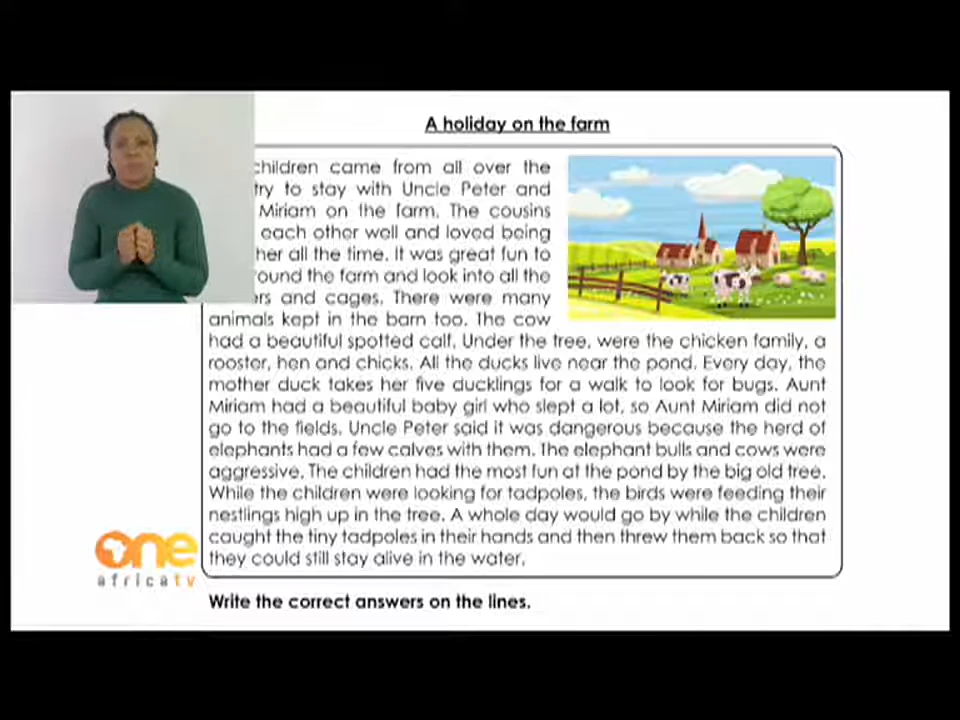 A holiday on the farm
children came from all over the
try to stay with Uncle Peter and
Miriam on the farm. The cousins
each other well and loved being
her all the time. It was great fun to
ound the farm and look into all the
rs and cages. There were many
animals kept in the barn too. The cow
had a beautiful spotted calf. Under the tree, were the chicken family, a
rooster, hen and chicks. All the ducks live near the pond. Every day, the
mother duck takes her five ducklings for a walk to look for bugs. Aunt
Miriam had a beautiful baby girl who slept a lot, so Aunt Miriam did not
go to the fields. Uncle Peter said it was dangerous because the herd of
elephants had a few calves with them. The elephant bulls and cows were
aggressive. The children had the most fun at the pond by the big old tree.
While the children were looking for tadpoles, the birds were feeding their
nestlings high up in the tree. A whole day would go by while the children
caught the tiny tadpoles in their hands and then threw them back so that
they could still stay alive in the water.
one
africa tv
Write the correct answers on the lines.